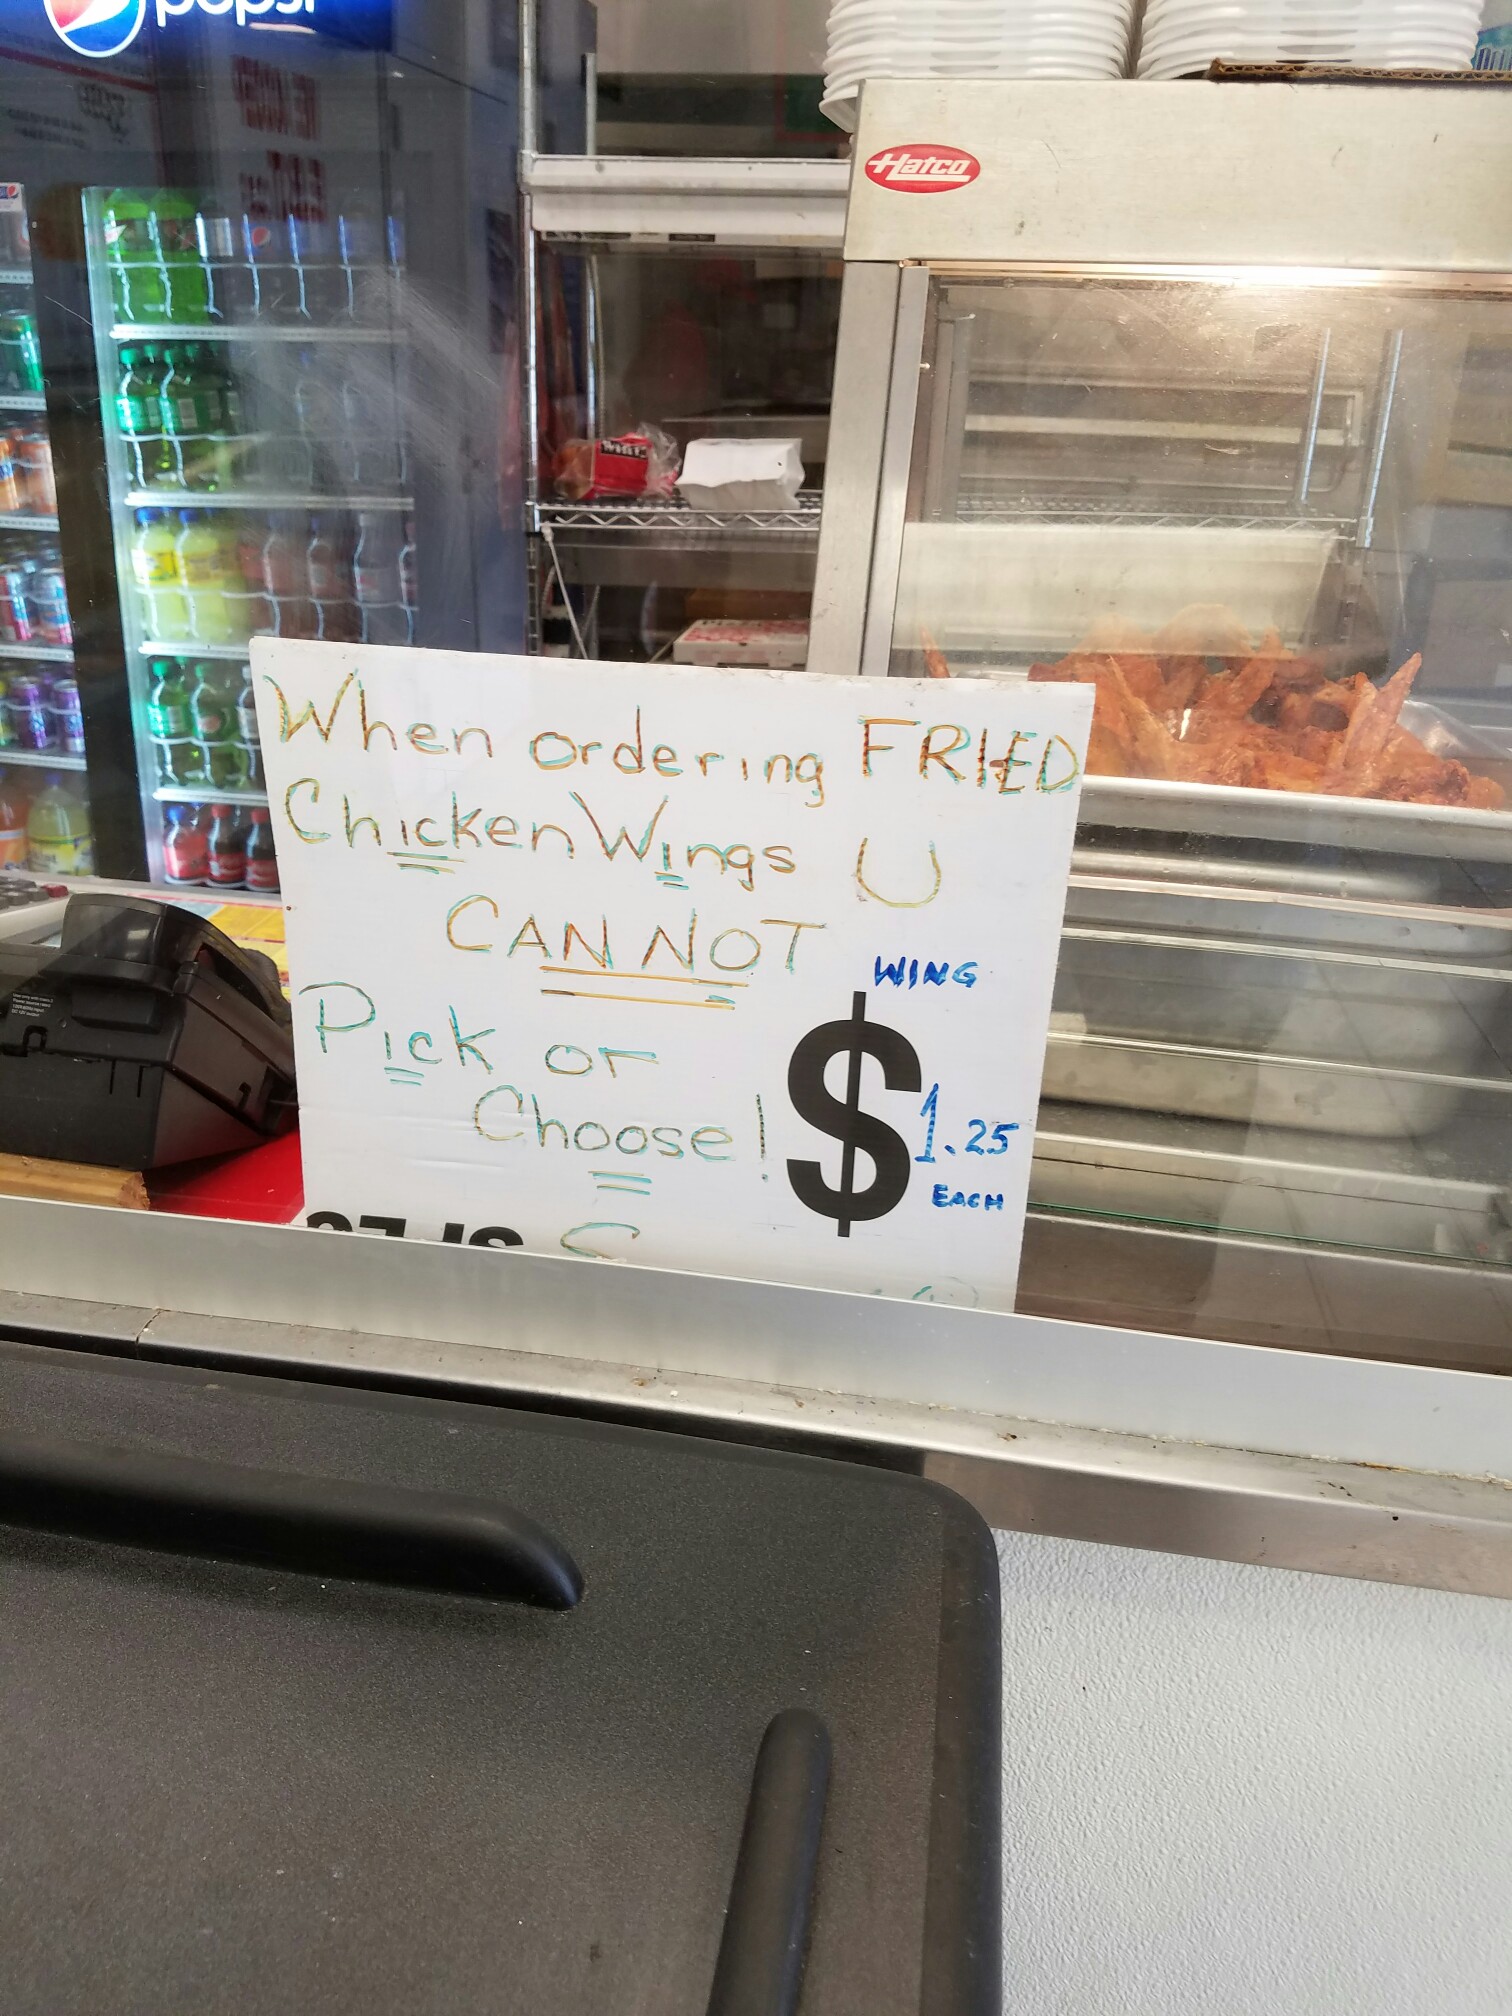 pepsi
Hatco
When ordering FRIED
Chicken Wings U
CAN NOT
Pick or
Choose!
WING
$1.25
EACH